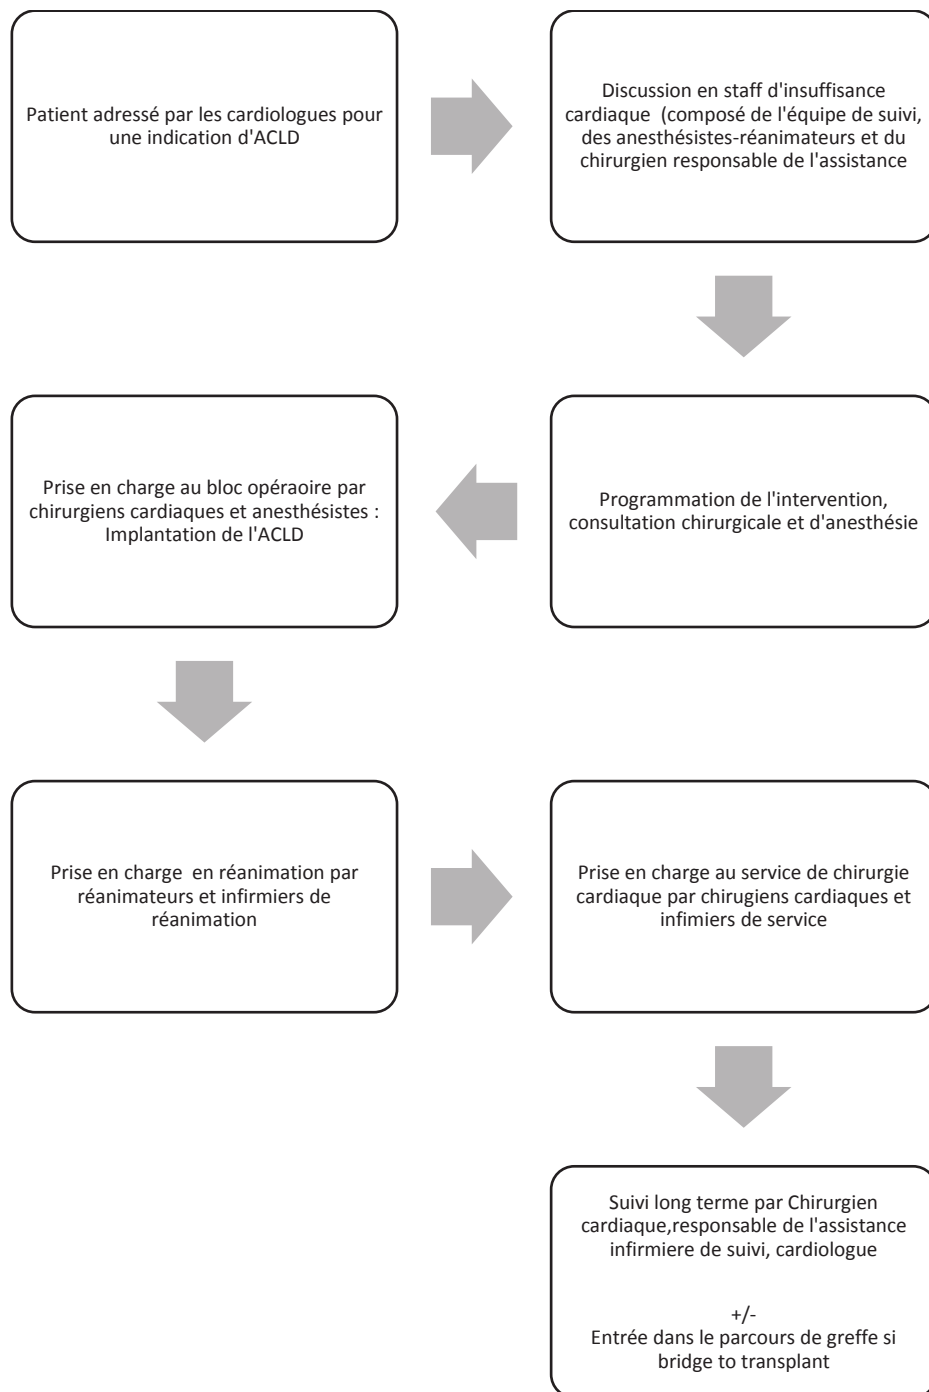 Patient adressé par les cardiologues pour
une indication d'ACLD
Discussion en staff d'insuffisance
cardiaque  (composé de l'équipe de suivi,
des anesthésistes-réanimateurs et du
chirurgien responsable de l'assistance
Programmation de l'intervention,
consultation chirurgicale et d'anesthésie
Prise en charge au bloc opéraoire par
chirurgiens cardiaques et anesthésistes :
Implantation de l'ACLD
Prise en charge  en réanimation par
réanimateurs et infirmiers de
réanimation
Prise en charge au service de chirurgie
cardiaque par chirugiens cardiaques et
infimiers de service
Suivi long terme par Chirurgien
cardiaque,responsable de l'assistance
infirmiere de suivi, cardiologue
+/-
Entrée dans le parcours de greffe si
bridge to transplant